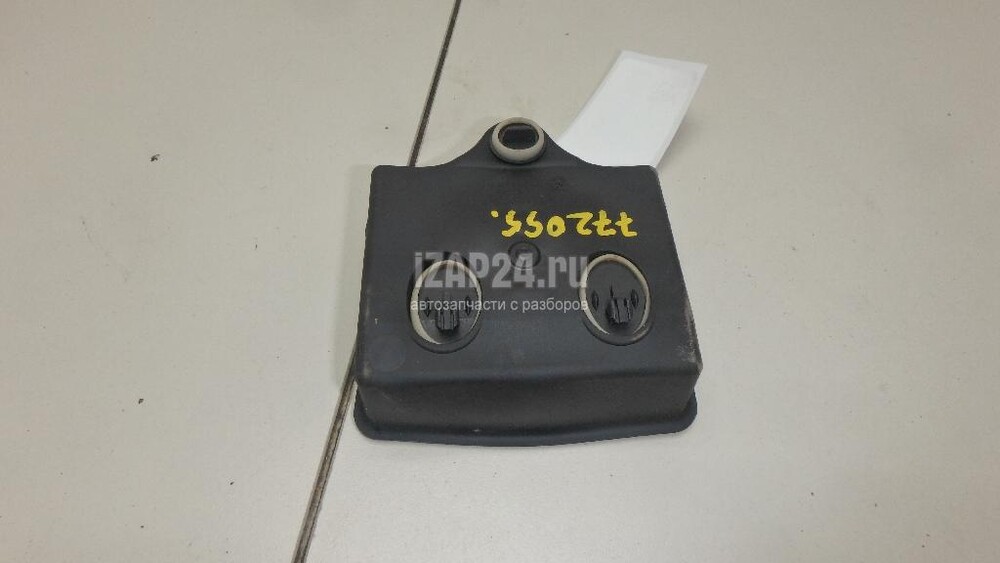 772055.
iZAP24.ru
автозапчасти с разборов